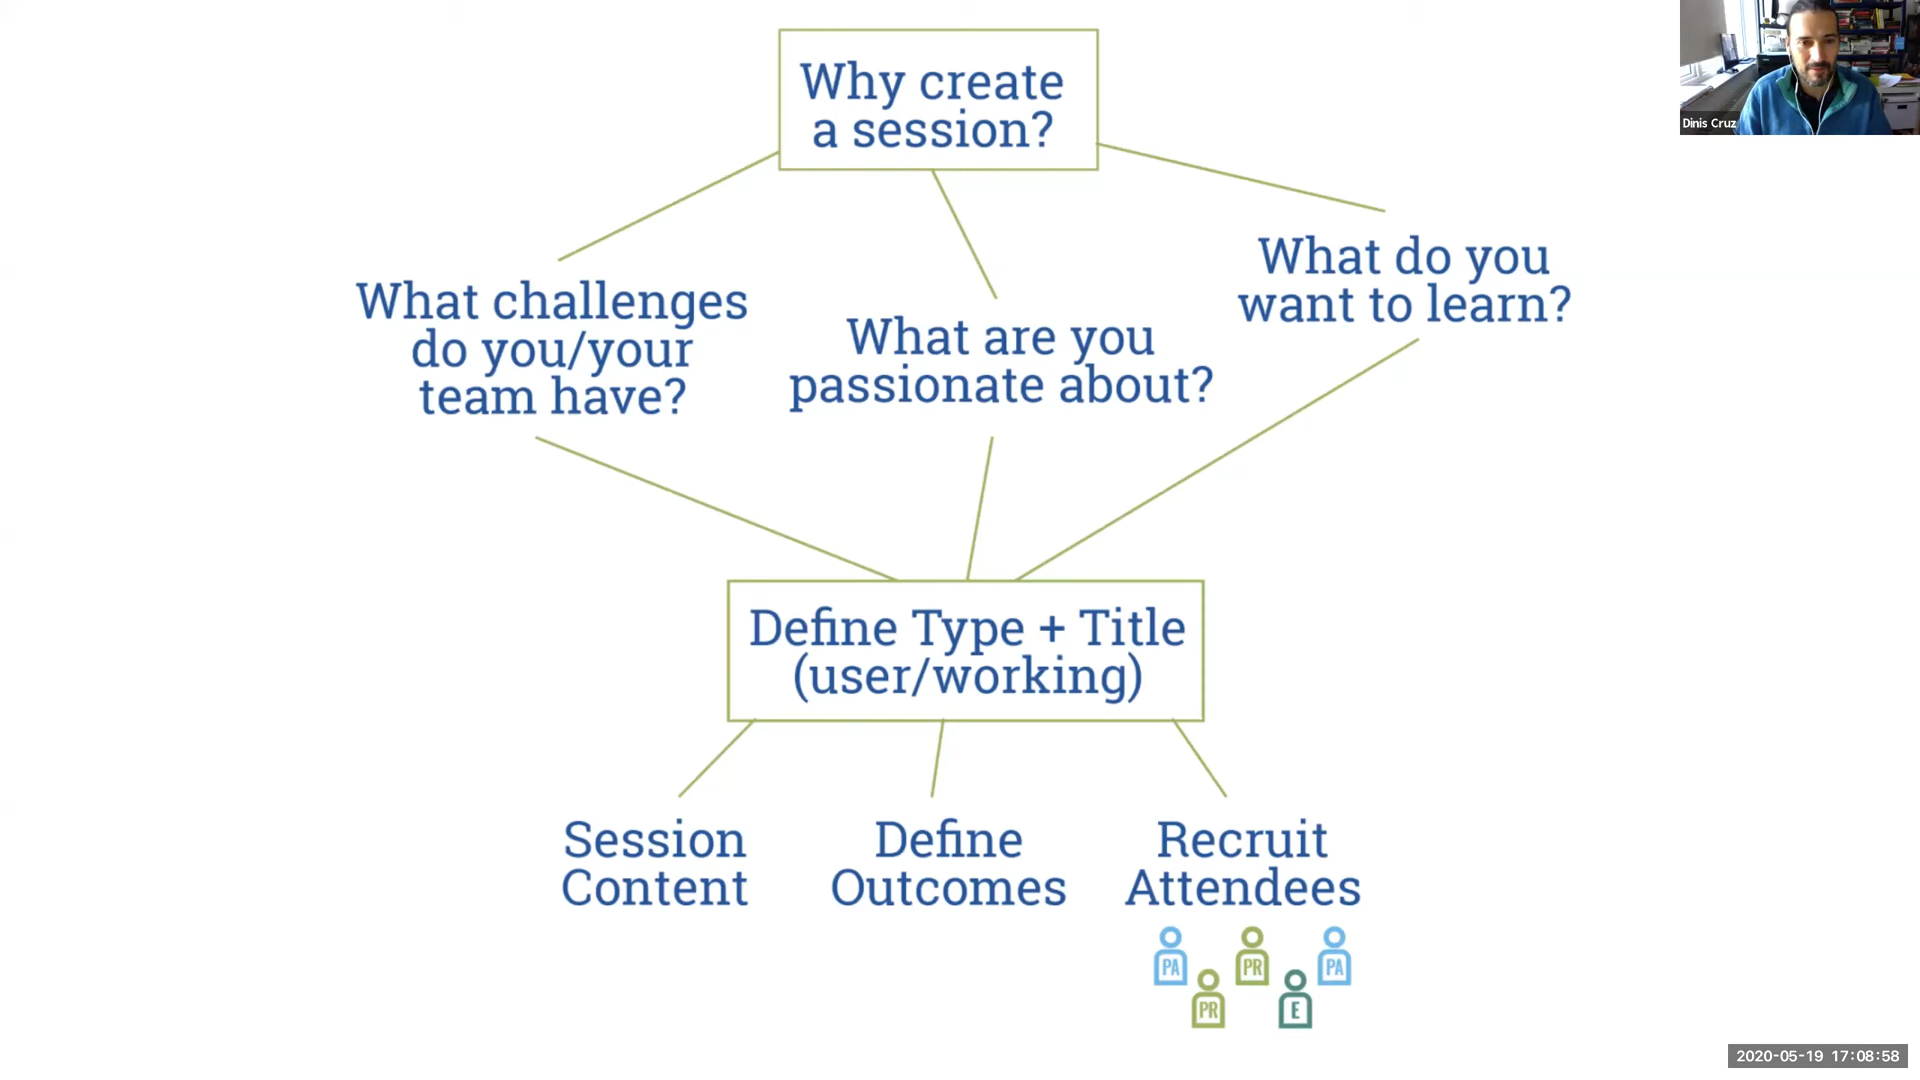 Why create
a session?
Dinis Cruz
What challenges
do you/your
team have?
What are you
passionate about?
What do you
want to learn?
Define Type + Title
(user/working)
Session
Content
Define
Outcomes
Recruit
Attendees
PA
PR
PA
PR
E
2020-05-19 17:08:58